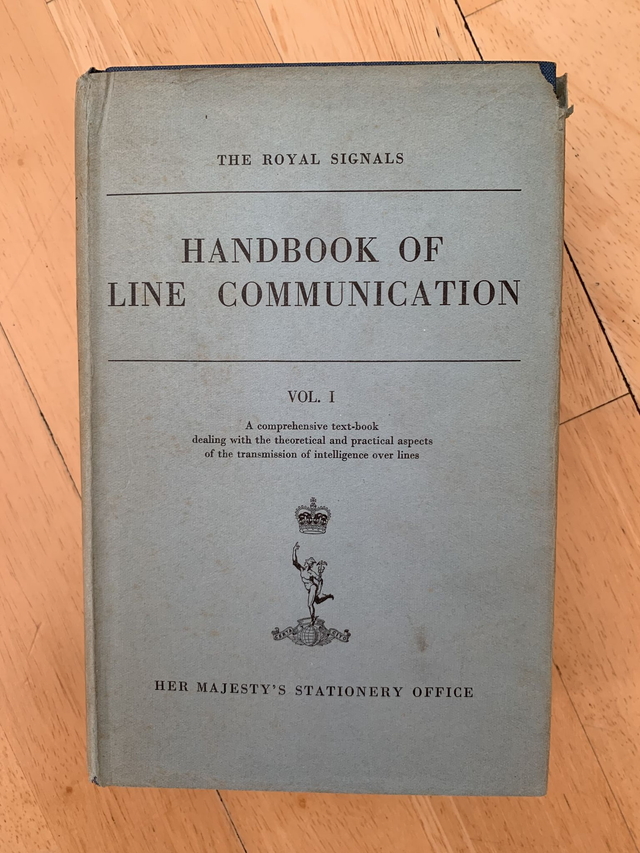 THE ROYAL SIGNALS
HANDBOOK OF
LINE COMMUNICATION
VOL. I
A comprehensive text-book
dealing with the theoretical and practical aspects
of the transmission of intelligence over lines
HER MAJESTY'S STATIONERY OFFICE